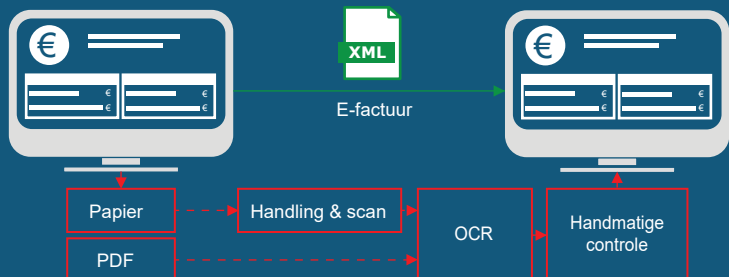 €
€
€
€
€
XML
E-factuur
€
€
€
€
€
Papier
Handling & scan
PDF
OCR
Handmatige
controle